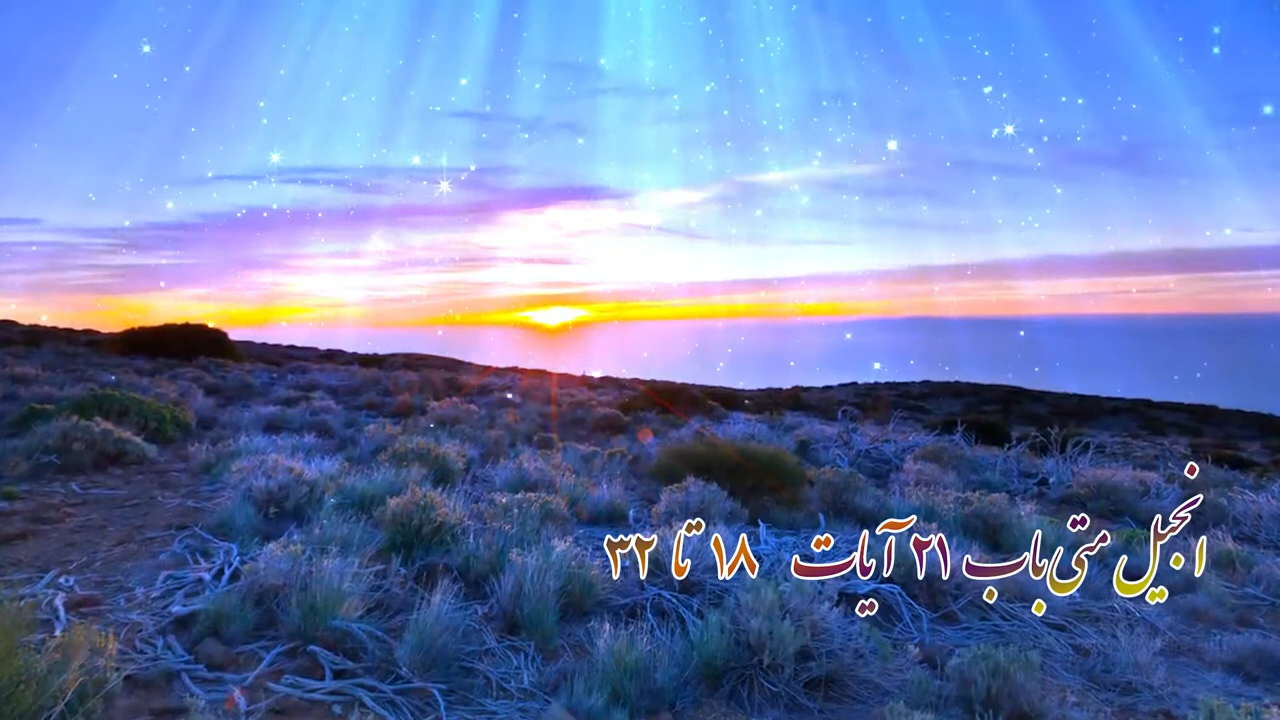 انجیل متی باب ۲۱ آیات ۱۸ تا ۳۲